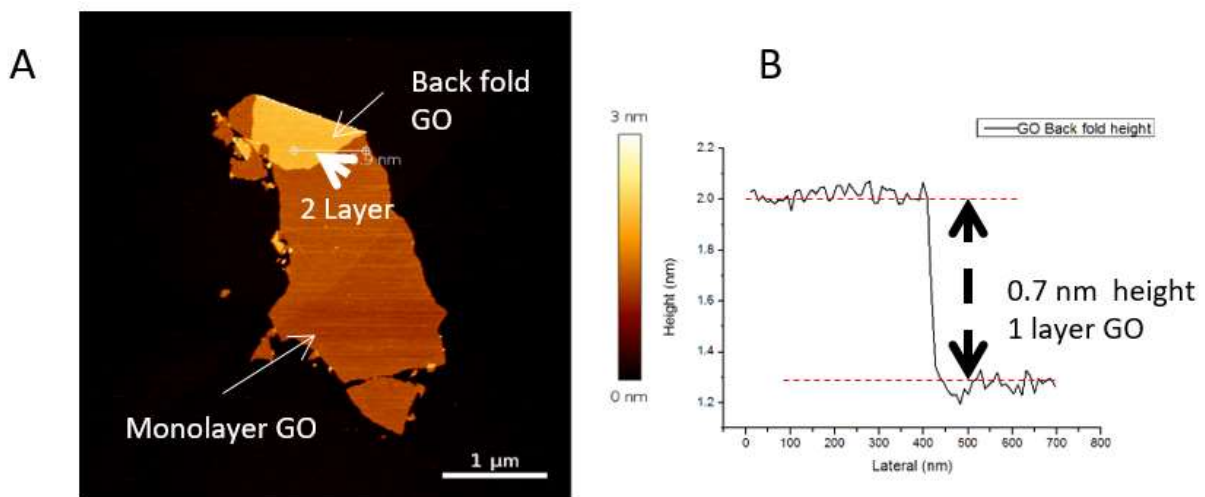 A
Back fold
GO
9 nm
2 Layer
Monolayer GO
1 μm
3 nm
0 nm
B
GO Back fold height
2.2
2.0
1.8
1.6
1.4
1.2
Height (nm)
0.7 nm height
1 layer GO
0 100 200 300 400 500 600 700 800
Lateral (nm)